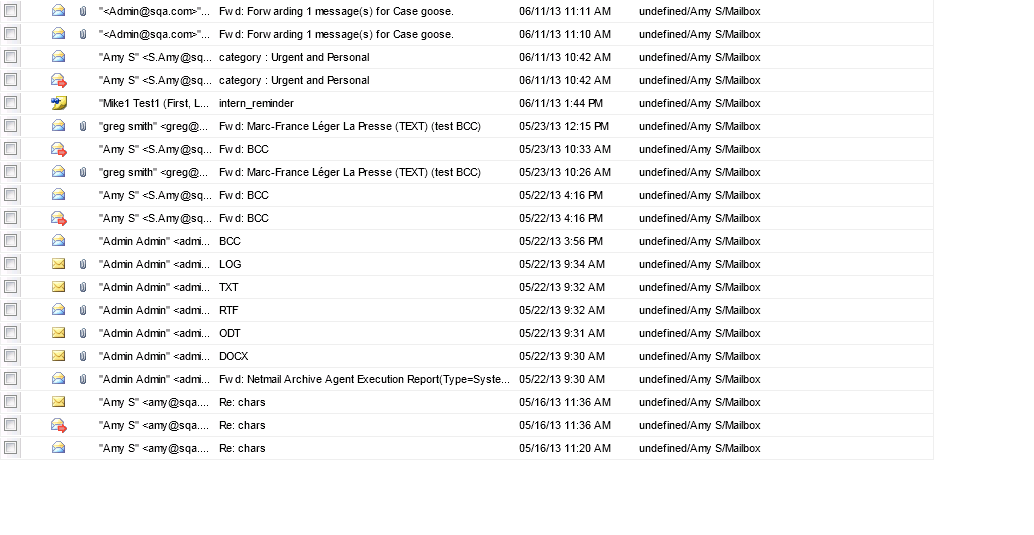 "<Admin@sqa.com>"... Fwd: Forwarding 1 message(s) for Case goose. 06/11/13 11:11 AM undefined/Amy S/Mailbox
"<Admin@sqa.com>"... Fwd: Forwarding 1 message(s) for Case goose. 06/11/13 11:10 AM undefined/Amy S/Mailbox
"Amy S" <S.Amy@sq... category : Urgent and Personal 06/11/13 10:42 AM undefined/Amy S/Mailbox
"Amy S" <S.Amy@sq... category : Urgent and Personal 06/11/13 10:42 AM undefined/Amy S/Mailbox
"Mike1 Test1 (First, L... intern_reminder 06/11/13 1:44 PM undefined/Amy S/Mailbox
"greg smith" <greg@... Fwd: Marc-France Léger La Presse (TEXT) (test BCC) 05/23/13 12:15 PM undefined/Amy S/Mailbox
"Amy S" <S.Amy@sq... Fwd: BCC 05/23/13 10:33 AM undefined/Amy S/Mailbox
"greg smith" <greg@... Fwd: Marc-France Léger La Presse (TEXT) (test BCC) 05/23/13 10:26 AM undefined/Amy S/Mailbox
"Amy S" <S.Amy@sq... Fwd: BCC 05/22/13 4:16 PM undefined/Amy S/Mailbox
"Amy S" <S.Amy@sq... Fwd: BCC 05/22/13 4:16 PM undefined/Amy S/Mailbox
"Admin Admin" <admi... BCC 05/22/13 3:56 PM undefined/Amy S/Mailbox
"Admin Admin" <admi... LOG 05/22/13 9:34 AM undefined/Amy S/Mailbox
"Admin Admin" <admi... TXT 05/22/13 9:32 AM undefined/Amy S/Mailbox
"Admin Admin" <admi... RTF 05/22/13 9:32 AM undefined/Amy S/Mailbox
"Admin Admin" <admi... ODT 05/22/13 9:31 AM undefined/Amy S/Mailbox
"Admin Admin" <admi... DOCX 05/22/13 9:30 AM undefined/Amy S/Mailbox
"Admin Admin" <admi... Fwd: Netmail Archive Agent Execution Report(Type=Syste... 05/22/13 9:30 AM undefined/Amy S/Mailbox
"Amy S" <amy@sqa.... Re: chars 05/16/13 11:36 AM undefined/Amy S/Mailbox
"Amy S" <amy@sqa.... Re: chars 05/16/13 11:36 AM undefined/Amy S/Mailbox
"Amy S" <amy@sqa.... Re: chars 05/16/13 11:20 AM undefined/Amy S/Mailbox